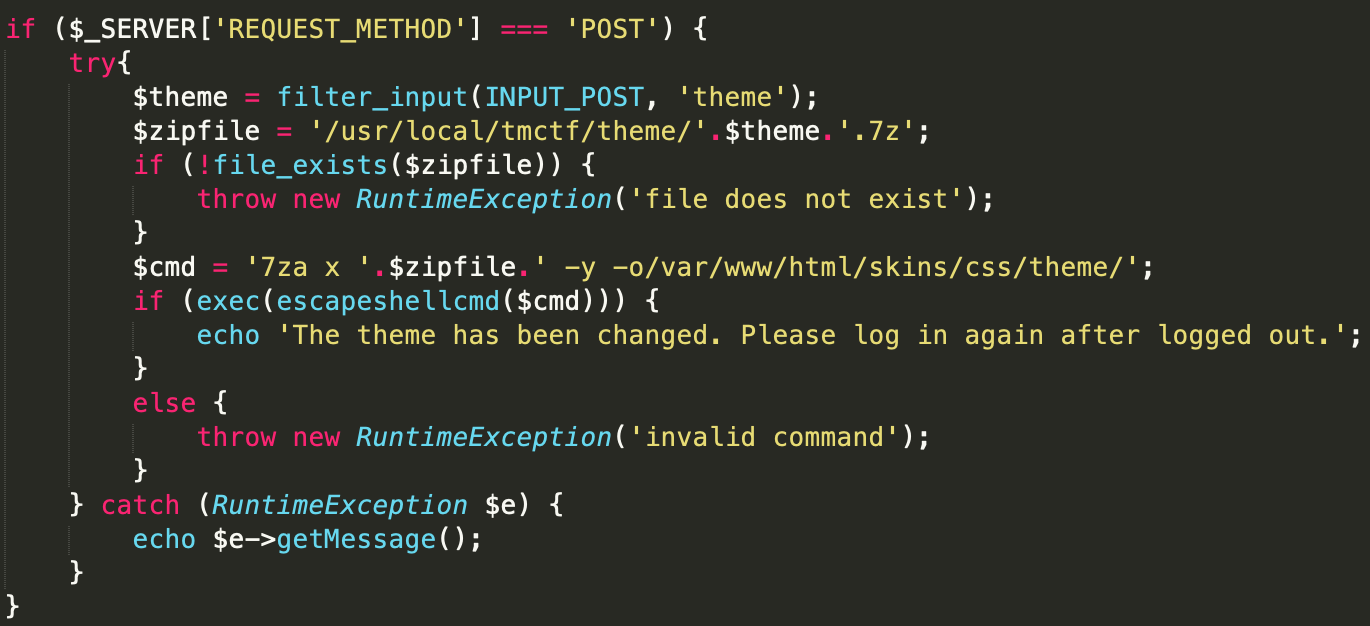 if ($_SERVER['REQUEST_METHOD'] === 'POST') {
    try{
        $theme = filter_input(INPUT_POST, 'theme');
        $zipfile = '/usr/local/tmctf/theme/'.$theme.'.7z';
        if (!file_exists($zipfile)) {
            throw new RuntimeException('file does not exist');
        }
        $cmd = '7za x '.$zipfile.' -y -o/var/www/html/skins/css/theme/';
        if (exec(escapeshellcmd($cmd))) {
            echo 'The theme has been changed. Please log in again after logged out.';
        }
        else {
            throw new RuntimeException('invalid command');
        }
    } catch (RuntimeException $e) {
        echo $e->getMessage();
    }
}